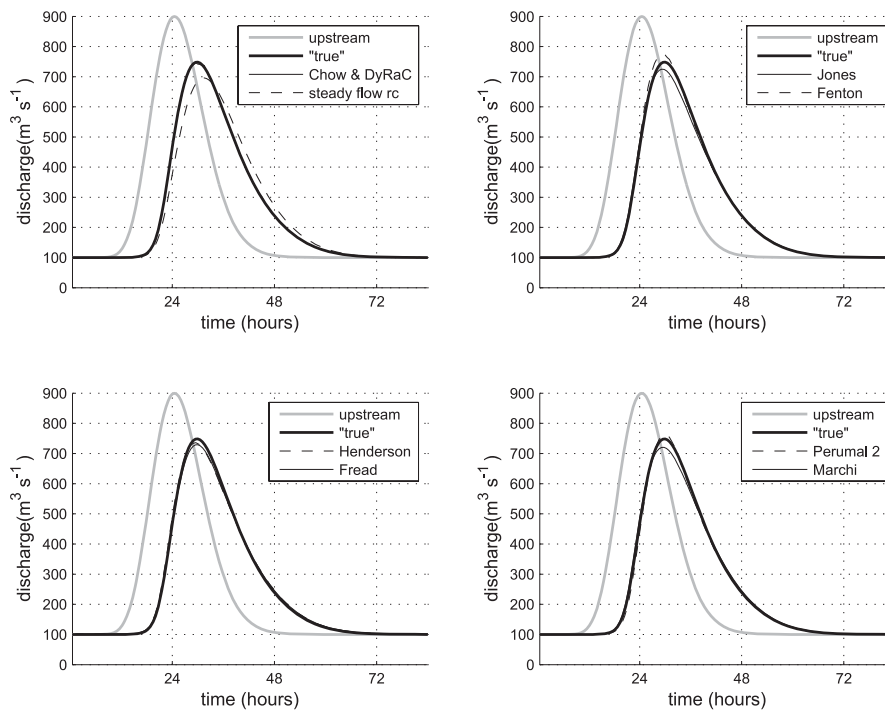 900
800
700
600
500
400
300
200
100
0
discharge(m³ s⁻¹ )
24
48
72
time (hours)
upstream
"true"
Chow & DyRaC
steady flow rc
900
800
700
600
500
400
300
200
100
0
discharge(m³ s⁻¹ )
24
48
72
time (hours)
upstream
"true"
Jones
Fenton
900
800
700
600
500
400
300
200
100
0
discharge(m³ s⁻¹ )
24
48
72
time (hours)
upstream
"true"
Henderson
Fread
900
800
700
600
500
400
300
200
100
0
discharge(m³ s⁻¹ )
24
48
72
time (hours)
upstream
"true"
Perumal 2
Marchi